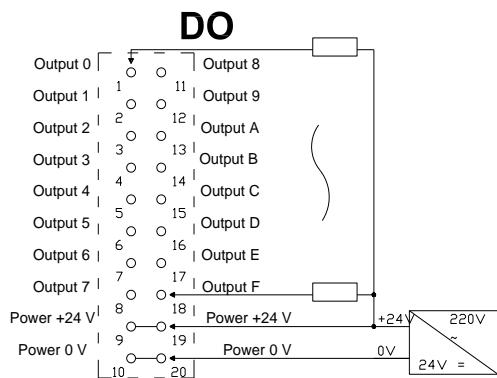 DO
Output 0 Output 8
1 11
Output 1 Output 9
2 12
Output 2 Output A
3 13
Output 3 Output B
4 14
Output 4 Output C
5 15
Output 5 Output D
6 16
Output 6 Output E
7 17
Output 7 Output F
8 18
Power +24 V Power +24 V +24V 220V
9 19
~
Power 0 V Power 0 V 0V
10 20 24V =